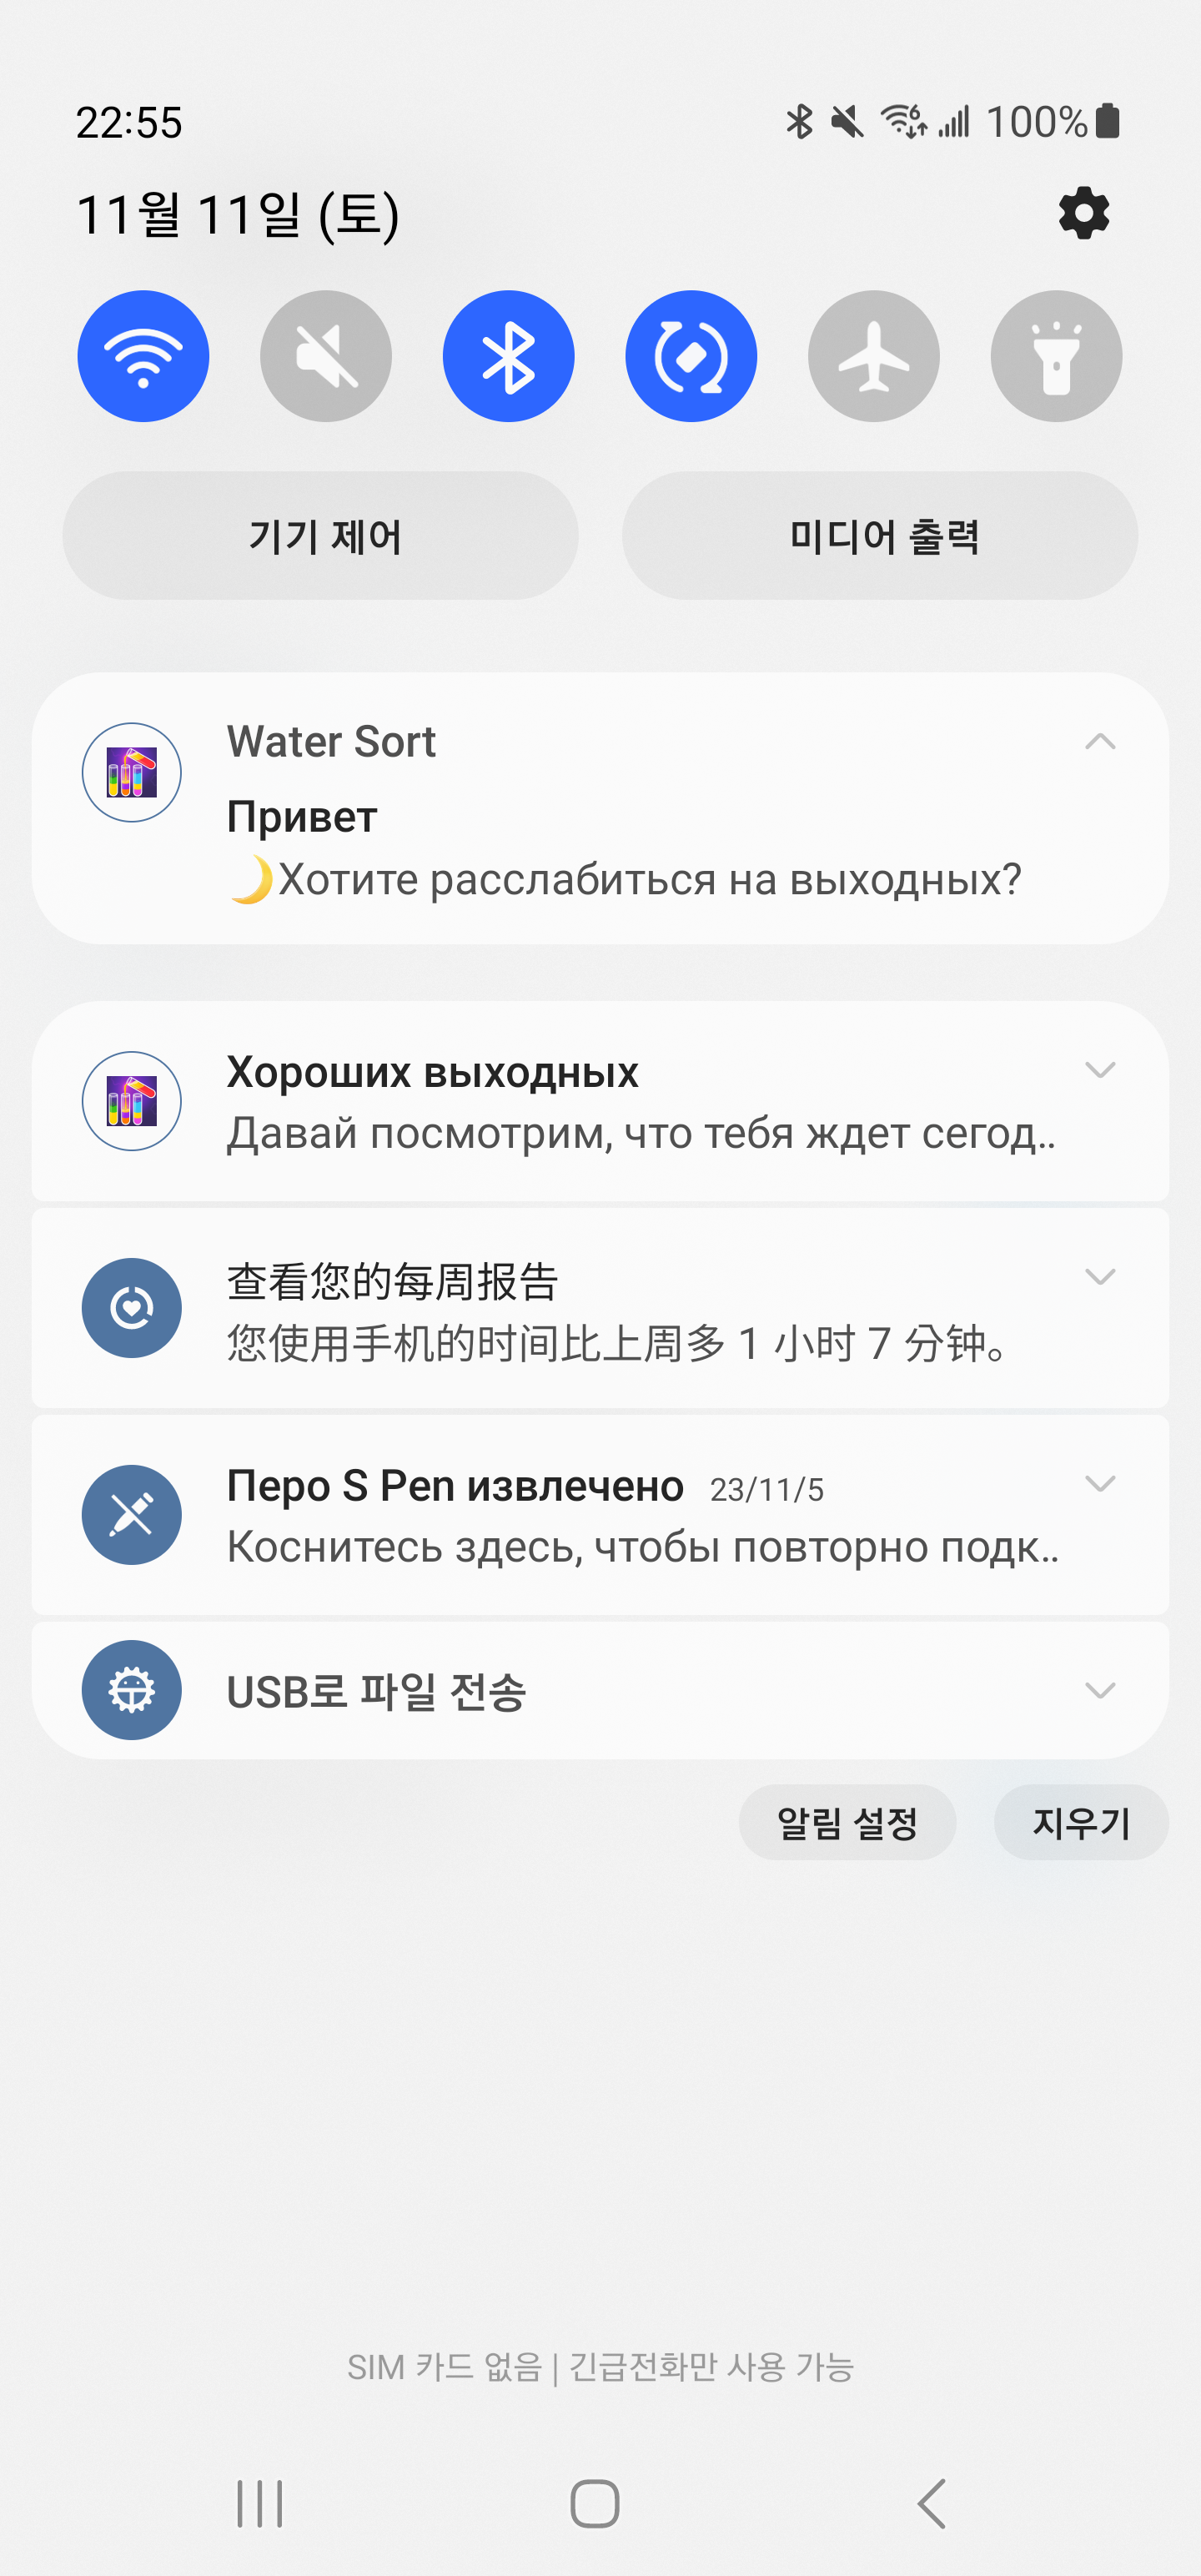 22:55
100%
11월 11일 (토)
기기 제어
미디어 출력
Water Sort
Привет
🌙Хотите расслабиться на выходных?
Хороших выходных
Давай посмотрим, что тебя ждет сегод..
查看您的每周报告
您使用手机的时间比上周多 1 小时 7 分钟。
Перо S Pen извлечено 23/11/5
Коснитесь здесь, чтобы повторно подк..
USB로 파일 전송
알림 설정
지우기
SIM 카드 없음 | 긴급전화만 사용 가능